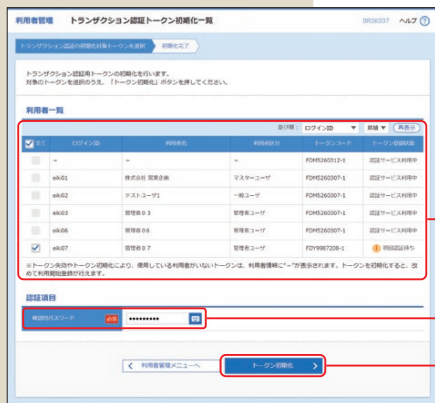 利用者管理 トランザクション認証トークン初期化一覧 BRSK037 ヘルプ ?
トランザクション認証の初期化対象トークンを選択 初期化完了
トランザクション認証用トークンの初期化を行います。
対象のトークンを選択のうえ、「トークン初期化」ボタンを押してください。
利用者一覧
並び順： ログインID ▼ 昇順 ▼ 再表示
全て ログインID 利用者名 利用者区分 トークンコード トークン登録状態
- - - FDM5260312-1 認証サービス利用中
eiki01 株式会社 営業企画 マスターユーザ FDM5260307-1 認証サービス利用中
eiki02 テストユーザ1 一般ユーザ FDM5260307-1 認証サービス利用中
eiki03 管理者０３ 管理者ユーザ FDM5260307-1 認証サービス利用中
eiki06 管理者０６ 管理者ユーザ FDM5260307-1 認証サービス利用中
eiki07 管理者０７ 管理者ユーザ FDY9987208-1 初回認証待ち
※トークン失効やトークン初期化により、使用している利用者がいないトークンは、利用者情報に"-"が表示されます。トークンを初期化すると、改
めて利用開始登録が行えます。
認証項目
確認用パスワード 必須 •••••••••
利用者管理メニューへ トークン初期化